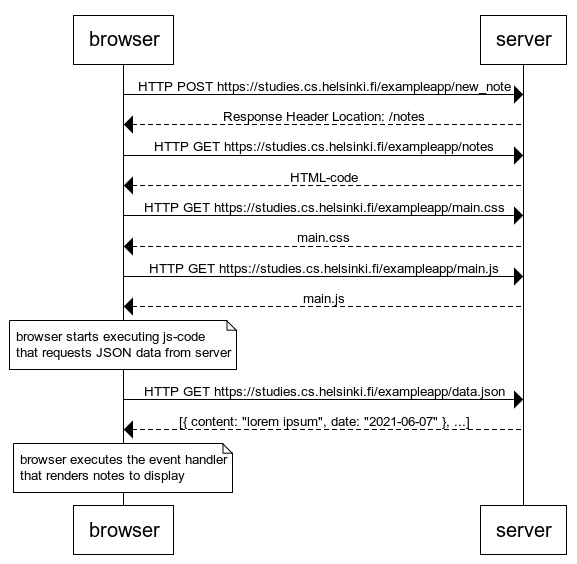 browser
server
HTTP POST https://studies.cs.helsinki.fi/exampleapp/new_note
Response Header Location: /notes
HTTP GET https://studies.cs.helsinki.fi/exampleapp/notes
HTML-code
HTTP GET https://studies.cs.helsinki.fi/exampleapp/main.css
main.css
HTTP GET https://studies.cs.helsinki.fi/exampleapp/main.js
main.js
browser starts executing js-code
that requests JSON data from server
HTTP GET https://studies.cs.helsinki.fi/exampleapp/data.json
[{ content: "lorem ipsum", date: "2021-06-07" }, ...]
browser executes the event handler
that renders notes to display
browser
server